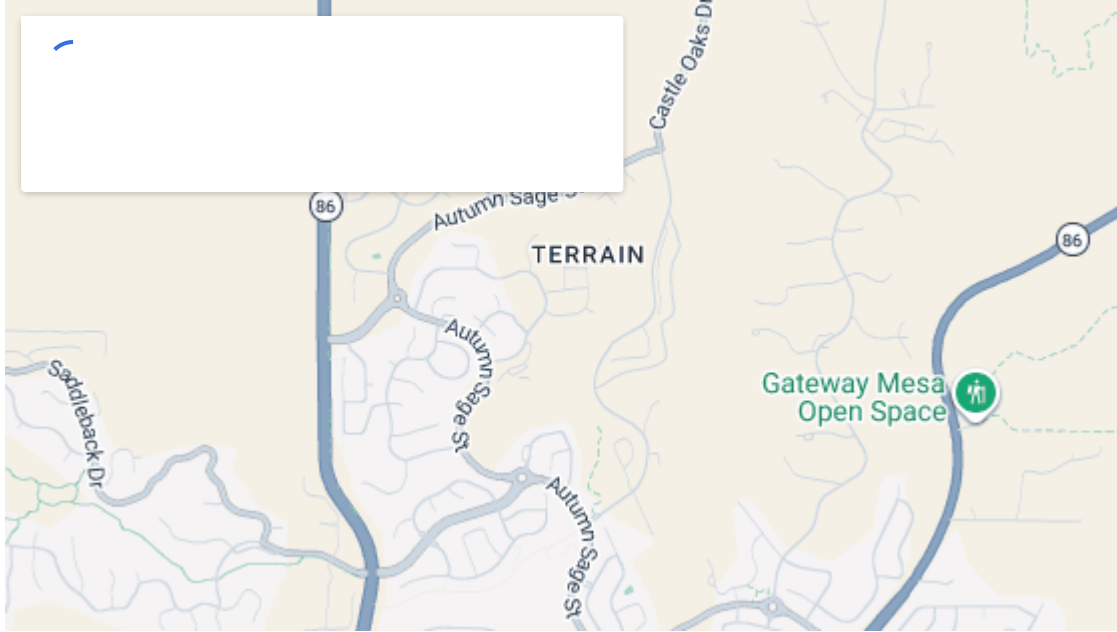 Castle Oaks Dr
86
Autumn Sage S
TERRAIN
86
Autumn Sage St
Saddleback Dr
Gateway Mesa
Open Space
Autumn Sage St